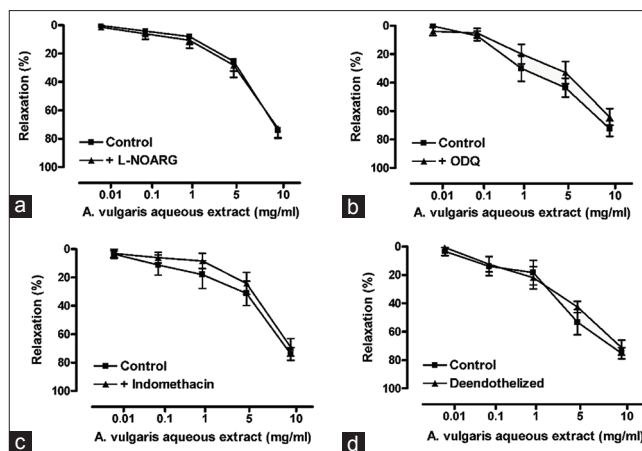 0
20
40
60
80
100
Relaxation (%)
Control
+ L-NOARG
0.01 0.1 1 5 10
A. vulgaris aqueous extract (mg/ml)
a
0
20
40
60
80
100
Relaxation (%)
Control
+ ODQ
0.01 0.1 1 5 10
A. vulgaris aqueous extract (mg/ml)
b
0
20
40
60
80
100
Relaxation (%)
Control
+ Indomethacin
0.01 0.1 1 5 10
A. vulgaris aqueous extract (mg/ml)
c
0
20
40
60
80
100
Relaxation (%)
Control
Deendothelized
0.01 0.1 1 5 10
A. vulgaris aqueous extract (mg/ml)
d